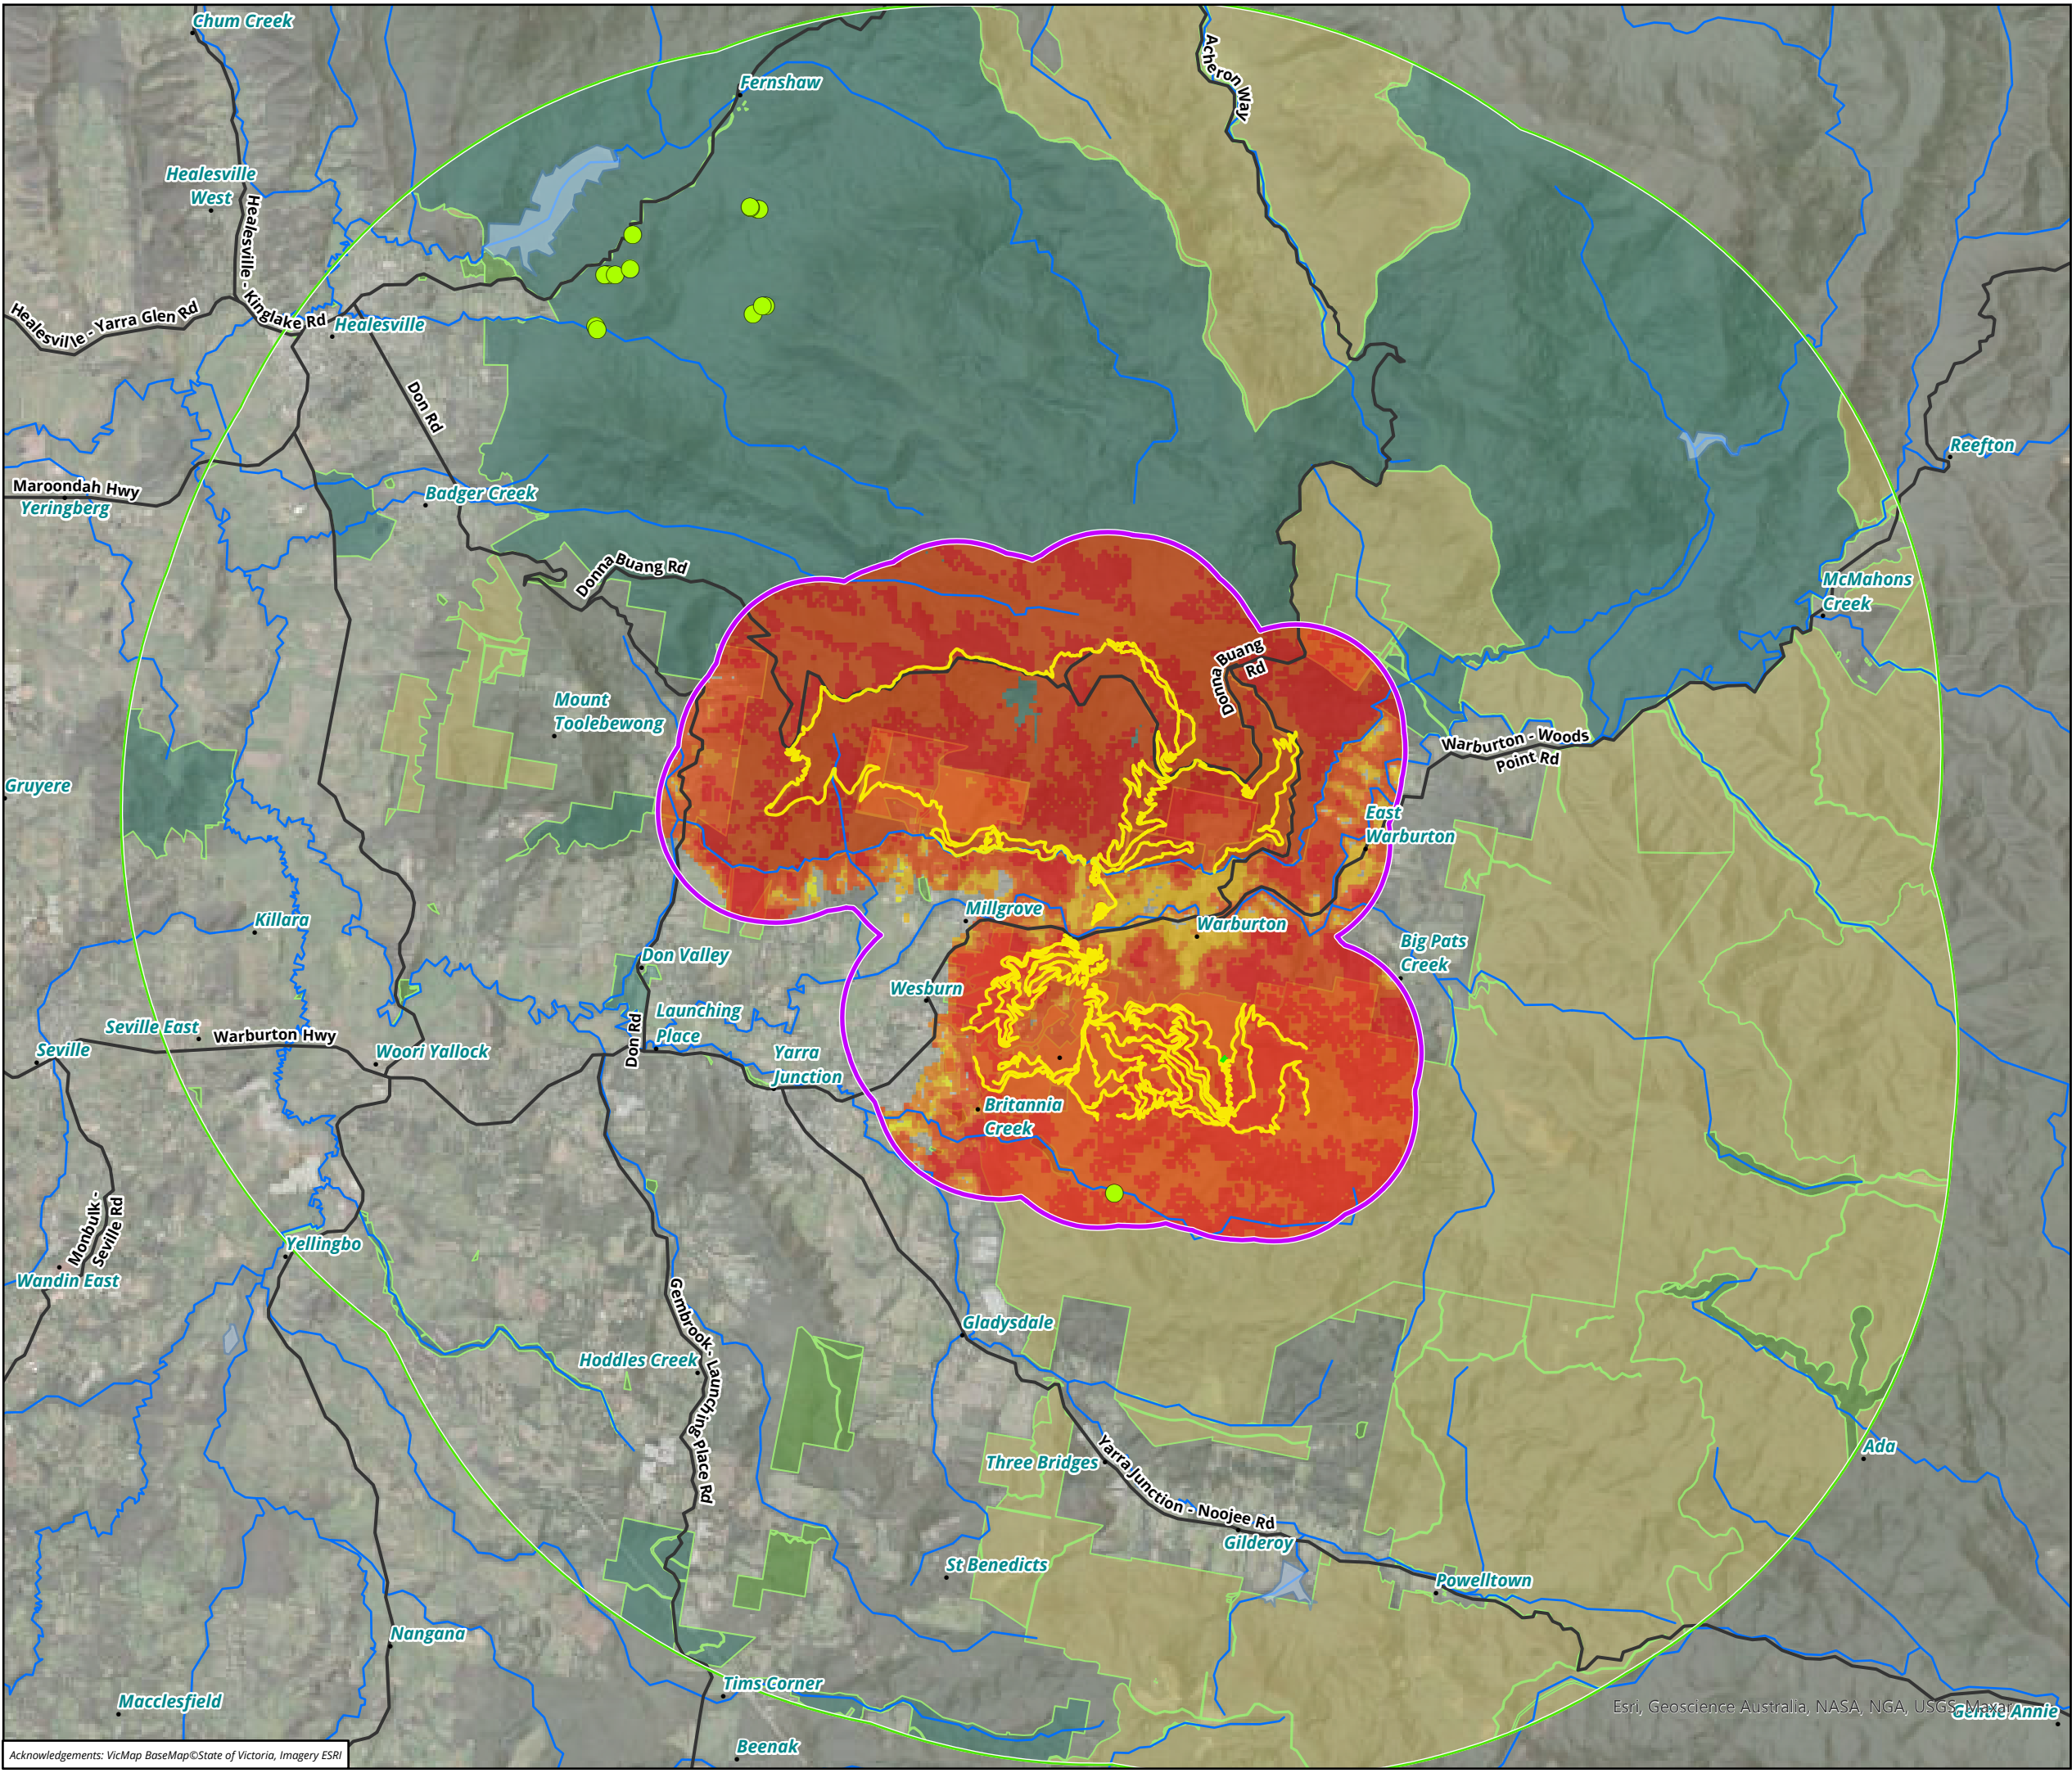 Chum Creek
Fernshaw
Acheron Way
Healesville
West
Healesville - Kinglake Rd
Healesville - Yarra Glen Rd
Healesville
Don Rd
Reefton
Maroondah Hwy
Yeringberg
Badger Creek
Donna Buang Rd
McMahons
Creek
Donna Buang
Rd
Mount
Toolebewong
Warburton - Woods
Point Rd
Gruyere
East
Warburton
Killara
Millgrove
Warburton
Big Pats
Creek
Don Valley
Wesburn
Launching
Place
Seville East
Warburton Hwy
Seville
Woori Yallock
Don Rd
Yarra
Junction
Britannia
Creek
Monbulk -
Seville Rd
Yellingbo
Wandin East
Gembrook - Launching Place Rd
Gladysdale
Hoddles Creek
Three Bridges
Yarra Junction - Noojee Rd
Ada
Gilderoy
St Benedicts
Powelltown
Nangana
Tims Corner
Macclesfield
Esri, Geoscience Australia, NASA, NGA, USGS, Maxar
Gentle Annie
Beenak
Acknowledgements: VicMap BaseMap©State of Victoria, Imagery ESRI